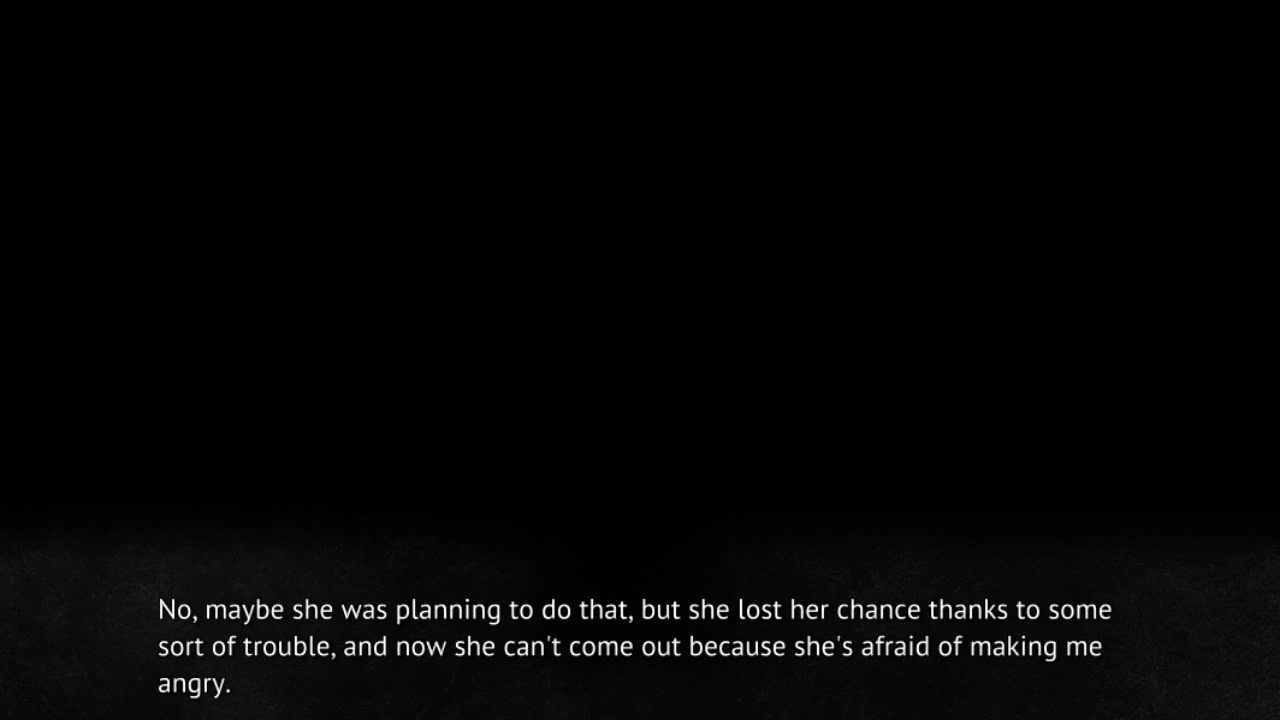 No, maybe she was planning to do that, but she lost her chance thanks to some
sort of trouble, and now she can't come out because she's afraid of making me
angry.